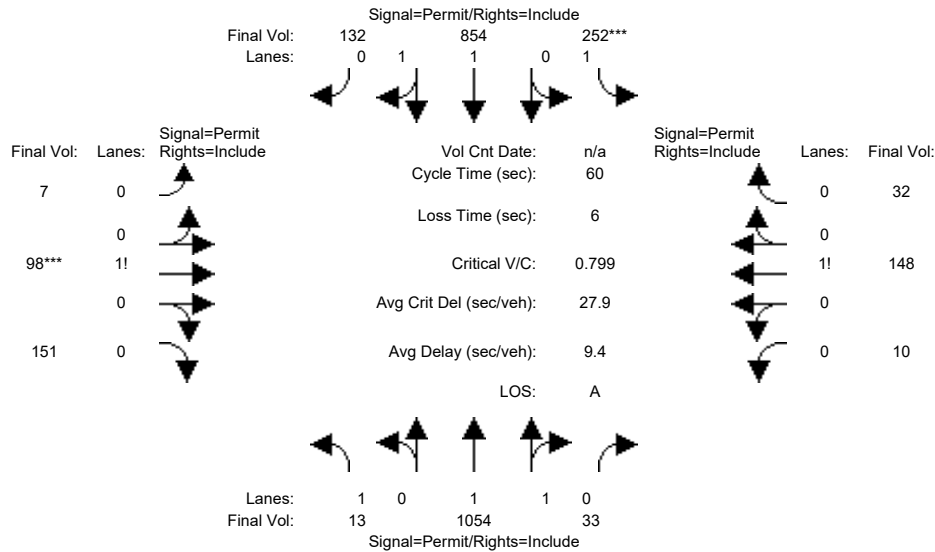 Signal=Permit/Rights=Include
Final Vol: 132 854 252***
Lanes: 0 1 1 0 1
Signal=Permit
Final Vol: Lanes: Rights=Include
Vol Cnt Date: n/a
Signal=Permit
Rights=Include Lanes: Final Vol:
Cycle Time (sec): 60
7 0
0 32
Loss Time (sec): 6
0
0
98*** 1!
Critical V/C: 0.799
1! 148
0
Avg Crit Del (sec/veh): 27.9
0
151 0
Avg Delay (sec/veh): 9.4
0 10
LOS: A
Lanes: 1 0 1 1 0
Final Vol: 13 1054 33
Signal=Permit/Rights=Include